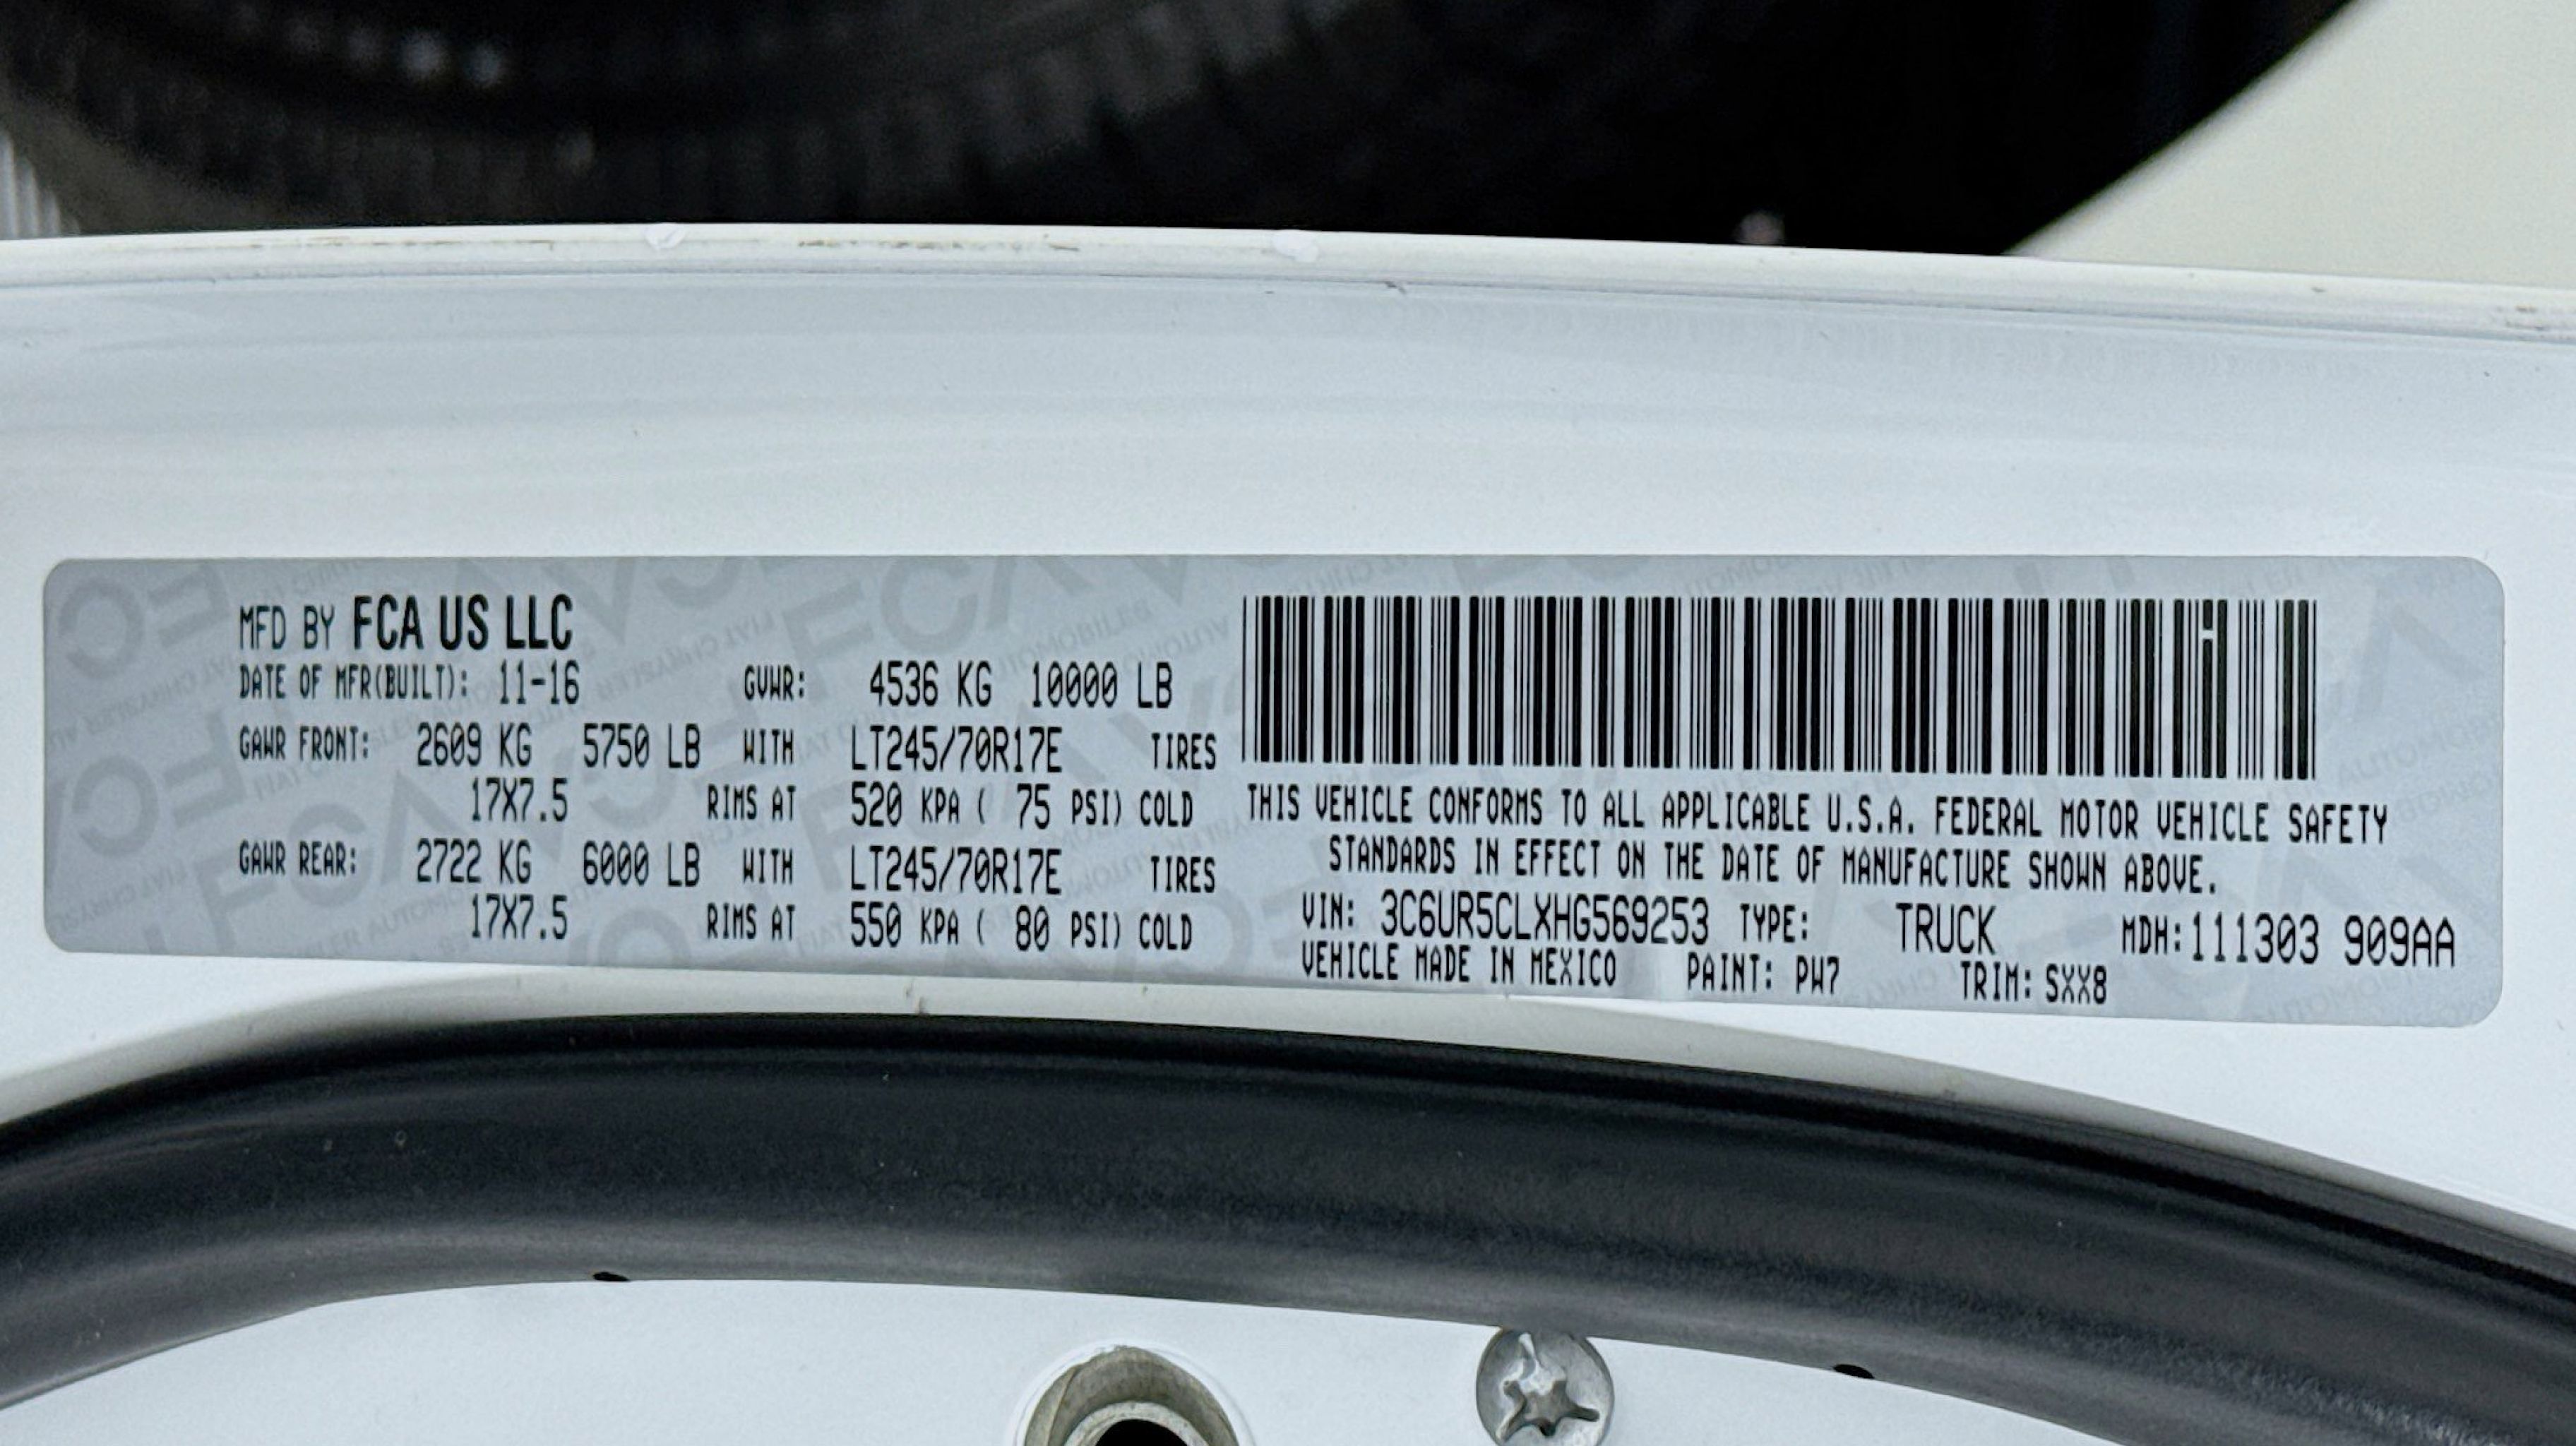 MFD BY FCA US LLC
DATE OF MFR(BUILT): 11-16 GVWR: 4536 KG 10000 LB
GAWR FRONT: 2609 KG 5750 LB WITH LT245/70R17E TIRES
17X7.5 RIMS AT 520 KPA ( 75 PSI) COLD
GAWR REAR: 2722 KG 6000 LB WITH LT245/70R17E TIRES
17X7.5 RIMS AT 550 KPA ( 80 PSI) COLD
THIS VEHICLE CONFORMS TO ALL APPLICABLE U.S.A. FEDERAL MOTOR VEHICLE SAFETY
STANDARDS IN EFFECT ON THE DATE OF MANUFACTURE SHOWN ABOVE.
VIN: 3C6UR5CLXHG569253 TYPE: TRUCK MDH:111303 909AA
VEHICLE MADE IN MEXICO PAINT: PW7 TRIM: SXX8